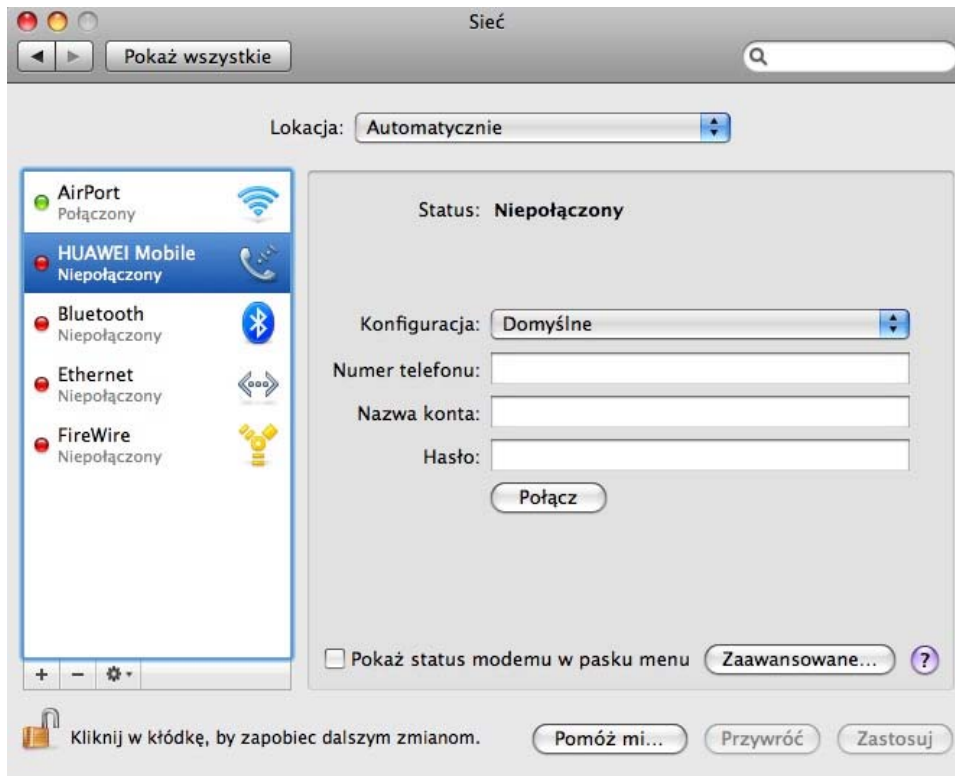 Sieć
Pokaż wszystkie
Lokacja: Automatycznie
AirPort
Połączony
HUAWEI Mobile
Niepołączony
Bluetooth
Niepołączony
Ethernet
Niepołączony
FireWire
Niepołączony
Status: Niepołączony
Konfiguracja: Domyślne
Numer telefonu:
Nazwa konta:
Hasło:
Połącz
Pokaż status modemu w pasku menu Zaawansowane... ?
Kliknij w kłódkę, by zapobiec dalszym zmianom. Pomóż mi... Przywróć Zastosuj